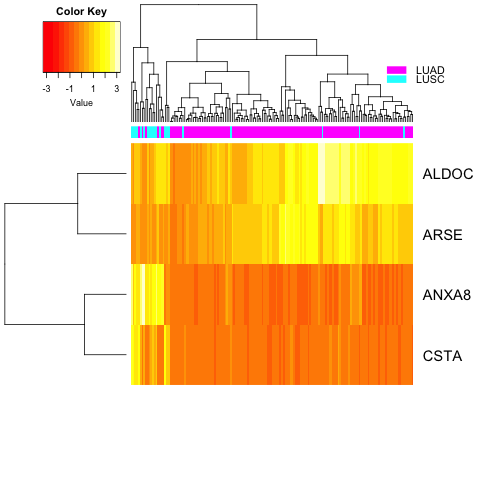 Color Key
-3 -1 1 3
Value
LUAD
LUSC
ALDOC
ARSE
ANXA8
CSTA